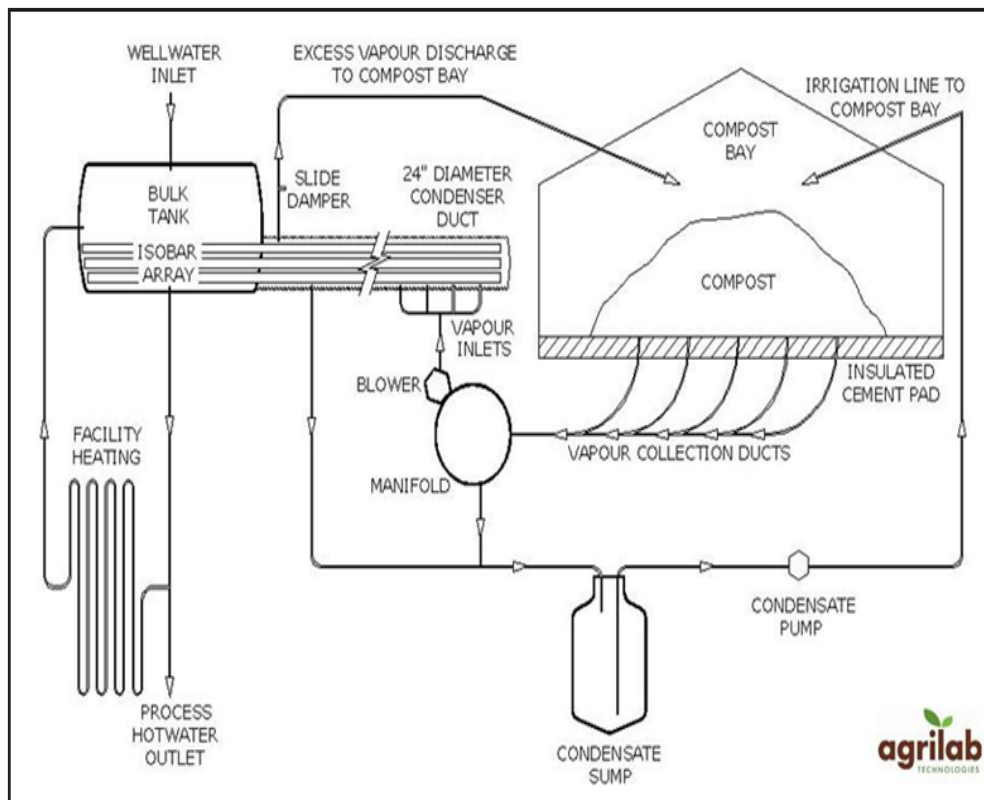 WELLWATER
INLET
EXCESS VAPOUR DISCHARGE
TO COMPOST BAY
IRRIGATION LINE TO
COMPOST BAY
COMPOST
BAY
SLIDE
DAMPER
24" DIAMETER
CONDENSER
DUCT
BULK
TANK
ISOBAR
ARRAY
COMPOST
VAPOUR
INLETS
BLOWER
INSULATED
CEMENT PAD
FACILITY
HEATING
VAPOUR COLLECTION DUCTS
MANIFOLD
CONDENSATE
PUMP
PROCESS
HOTWATER
OUTLET
CONDENSATE
SUMP
agrilab
TECHNOLOGIES